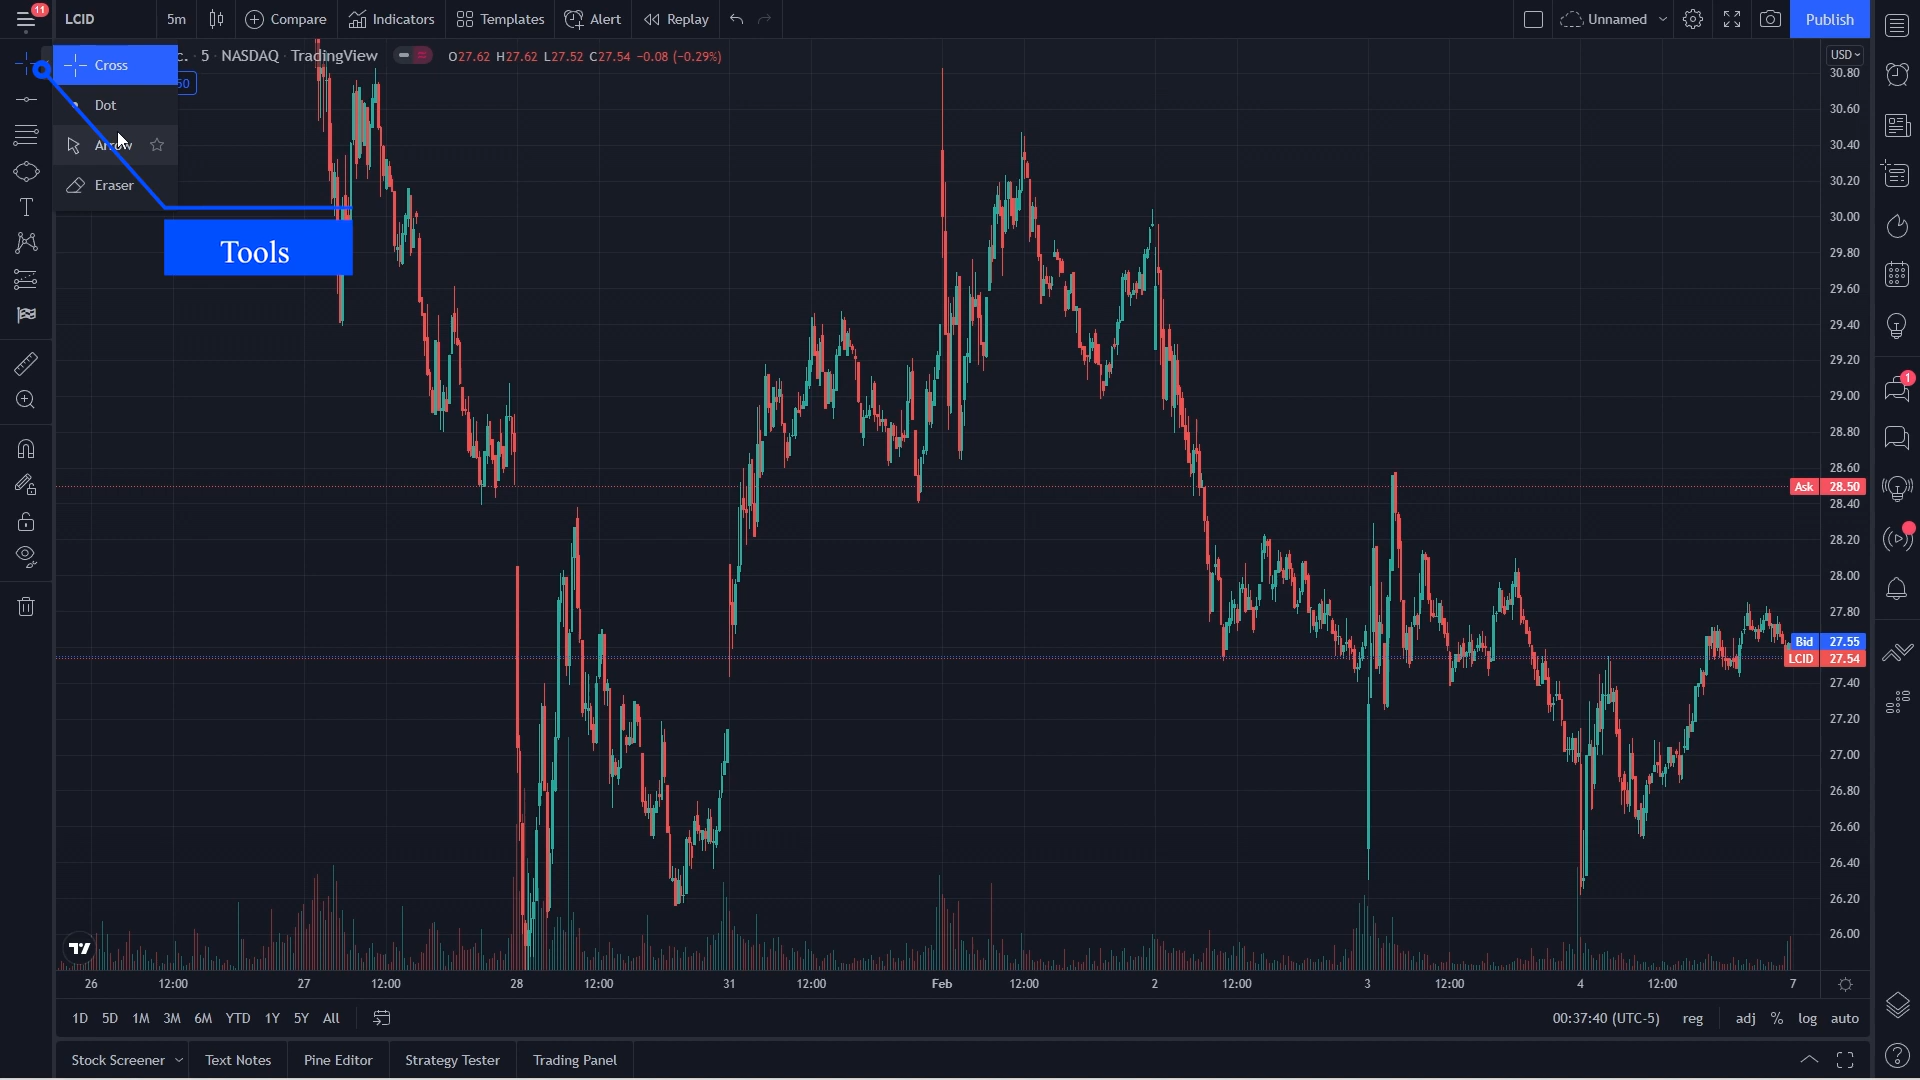 11
LCID
5m
Compare
Indicators
Templates
Alert
Replay
Unnamed
Publish
c. 5 NASDAQ TradingView
O27.62 H27.62 L27.52 C27.54 -0.08 (-0.29%)
USD
Cross
Dot
Arrow
Eraser
Tools
30.80
30.60
30.40
30.20
30.00
29.80
29.60
29.40
29.20
29.00
28.80
28.60
Ask 28.50
28.40
28.20
28.00
27.80
Bid 27.55
LCID 27.54
27.40
27.20
27.00
26.80
26.60
26.40
26.20
26.00
1
26 12:00 27 12:00 28 12:00 31 12:00 Feb 12:00 2 12:00 3 12:00 4 12:00 7
1D 5D 1M 3M 6M YTD 1Y 5Y All
00:37:40 (UTC-5) reg adj % log auto
Stock Screener
Text Notes
Pine Editor
Strategy Tester
Trading Panel